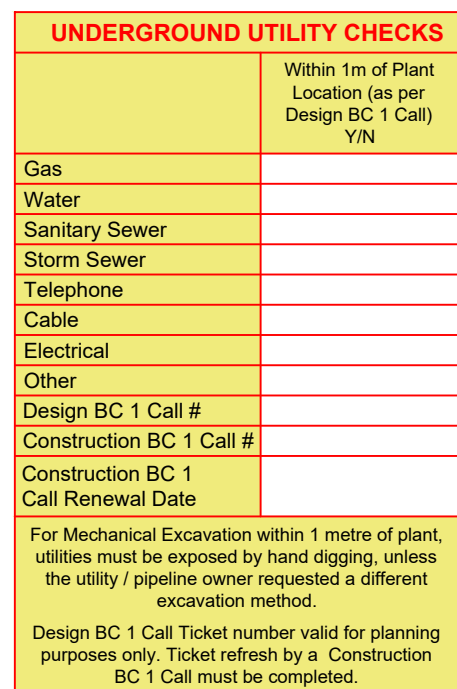 UNDERGROUND UTILITY CHECKS
Within 1m of Plant
Location (as per
Design BC 1 Call)
Y/N
Gas
Water
Sanitary Sewer
Storm Sewer
Telephone
Cable
Electrical
Other
Design BC 1 Call #
Construction BC 1 Call #
Construction BC 1
Call Renewal Date
For Mechanical Excavation within 1 metre of plant,
utilities must be exposed by hand digging, unless
the utility / pipeline owner requested a different
excavation method.
Design BC 1 Call Ticket number valid for planning
purposes only. Ticket refresh by a Construction
BC 1 Call must be completed.